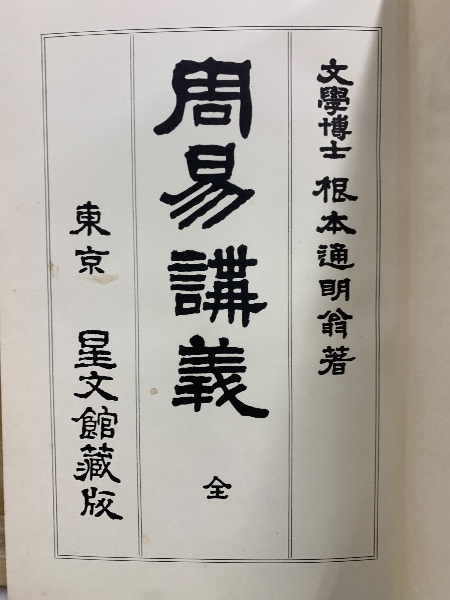 文學博士 根本通明翁著
周易講義 全
東京 星文館藏版